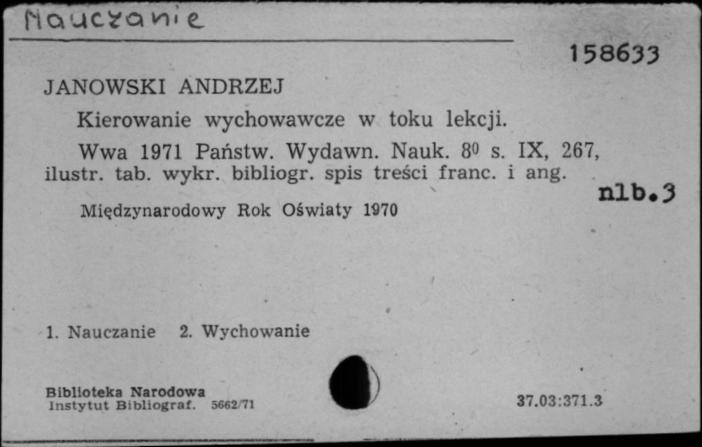 Nauczanie
158633
JANOWSKI ANDRZEJ
Kierowanie wychowawcze w toku lekcji.
Wwa 1971 Państw. Wydawn. Nauk. 8⁰ s. IX, 267,
ilustr. tab. wykr. bibliogr. spis treści franc. i ang.
nlb.3
Międzynarodowy Rok Oświaty 1970
1. Nauczanie 2. Wychowanie
Biblioteka Narodowa
Instytut Bibliograf. 5662/71
37.03:371.3